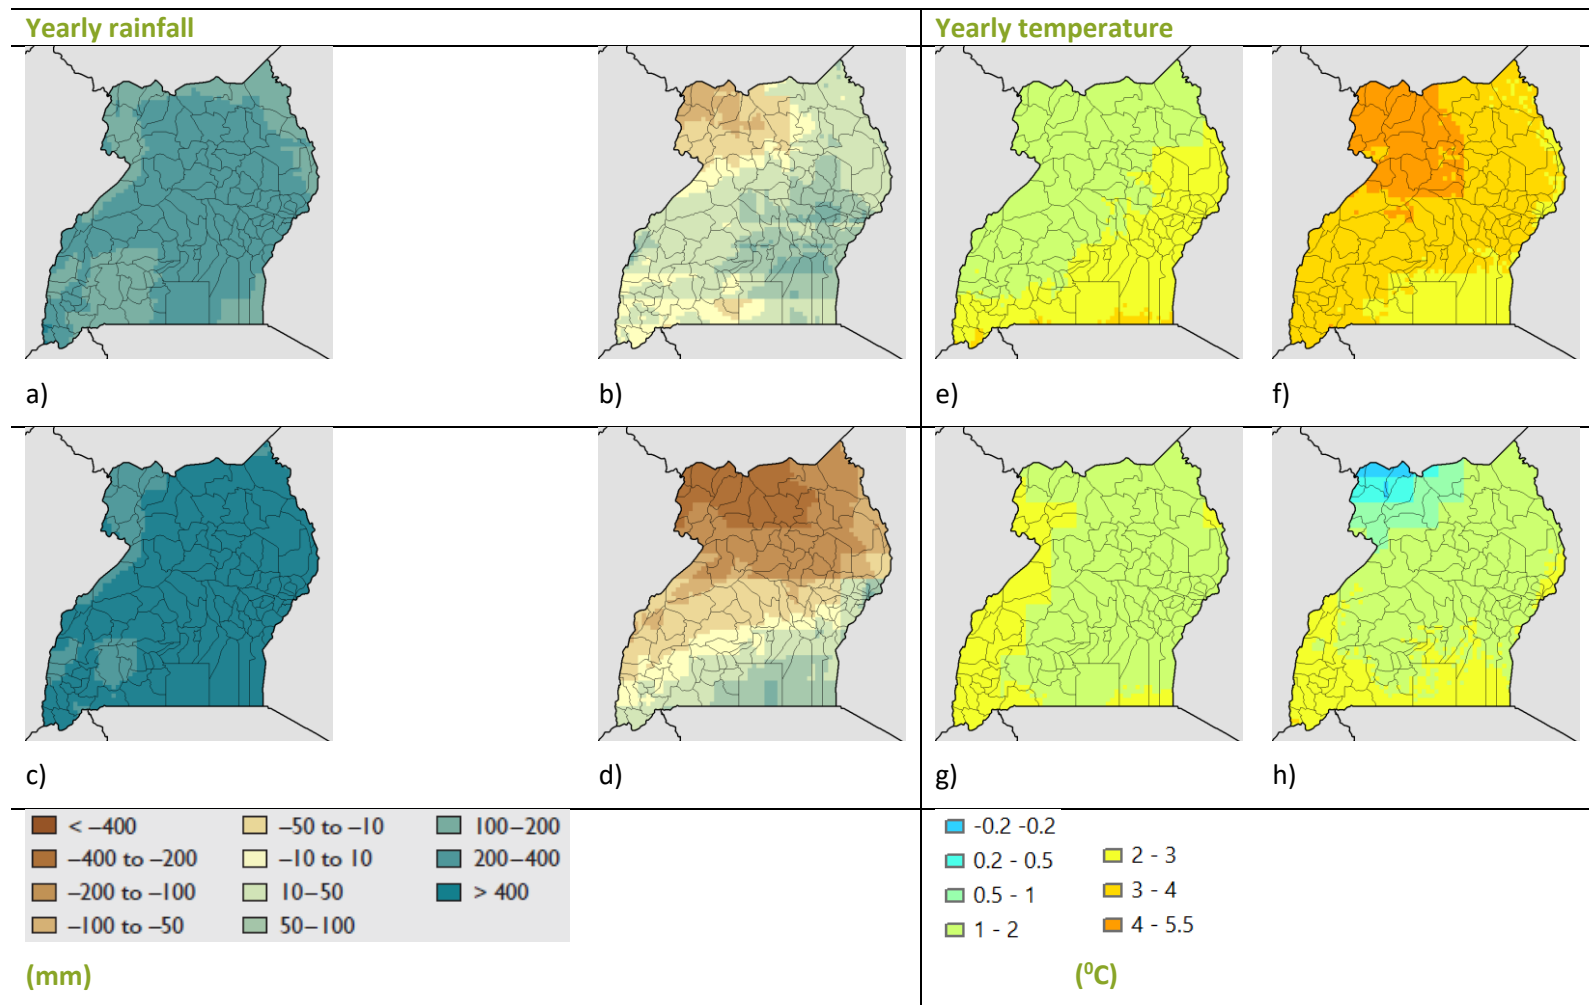 Yearly rainfall
Yearly temperature
a)
b)
e)
f)
c)
d)
g)
h)
< –400
–50 to –10
100–200
–400 to –200
–10 to 10
200–400
–200 to –100
10–50
> 400
–100 to –50
50–100
(mm)
-0.2 -0.2
0.2 - 0.5
2 - 3
0.5 - 1
3 - 4
1 - 2
4 - 5.5
(⁰C)